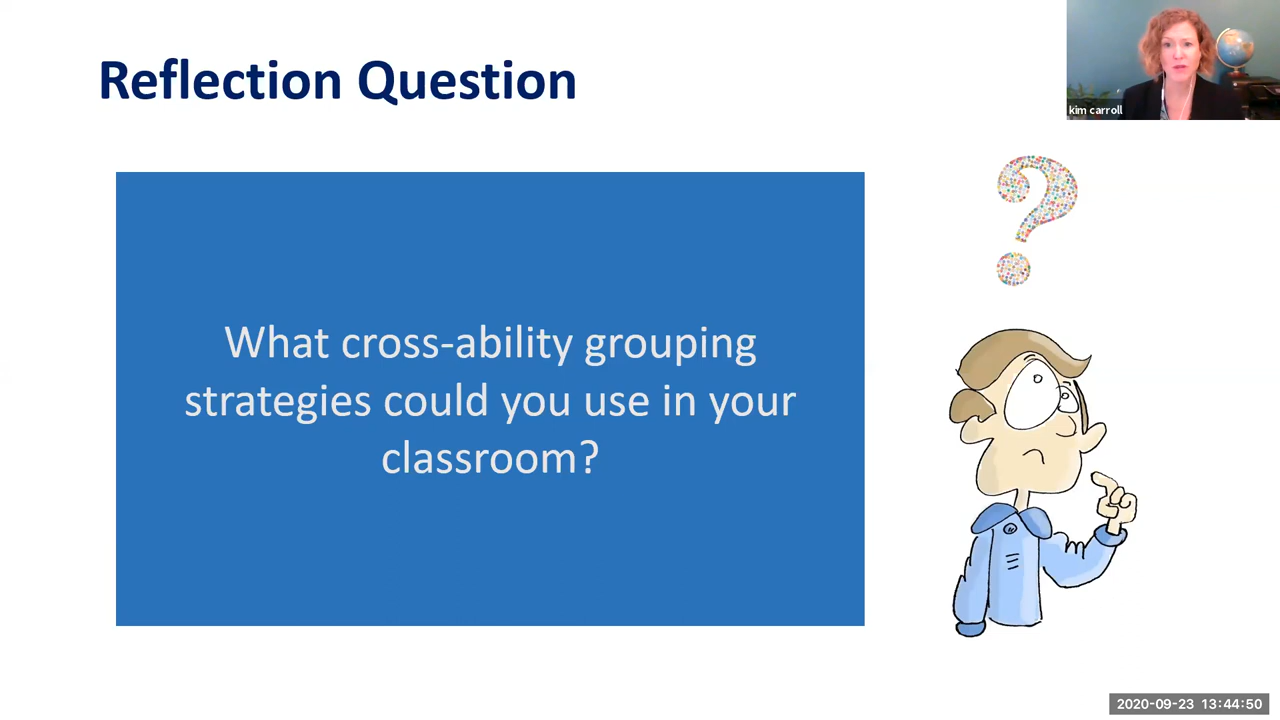 Reflection Question
kim carroll
What cross-ability grouping
strategies could you use in your
classroom?
2020-09-23 13:44:50